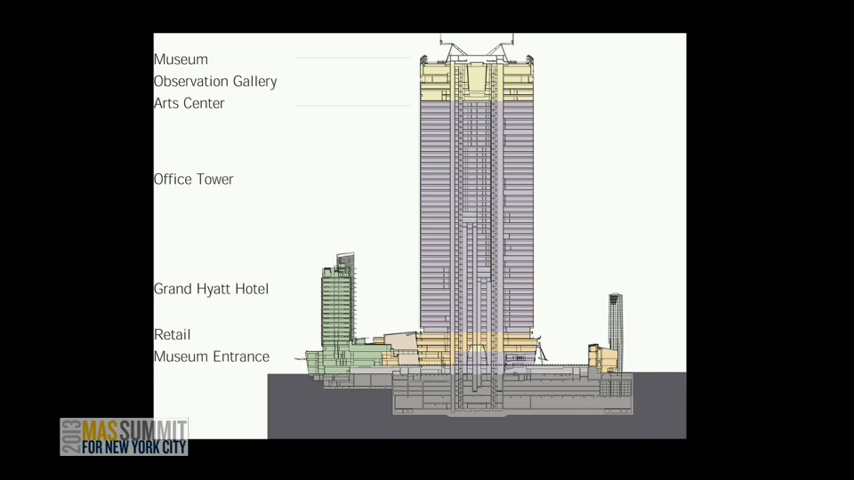 Museum
Observation Gallery
Arts Center
Office Tower
Grand Hyatt Hotel
Retail
Museum Entrance
2013 MAS SUMMIT
FOR NEW YORK CITY